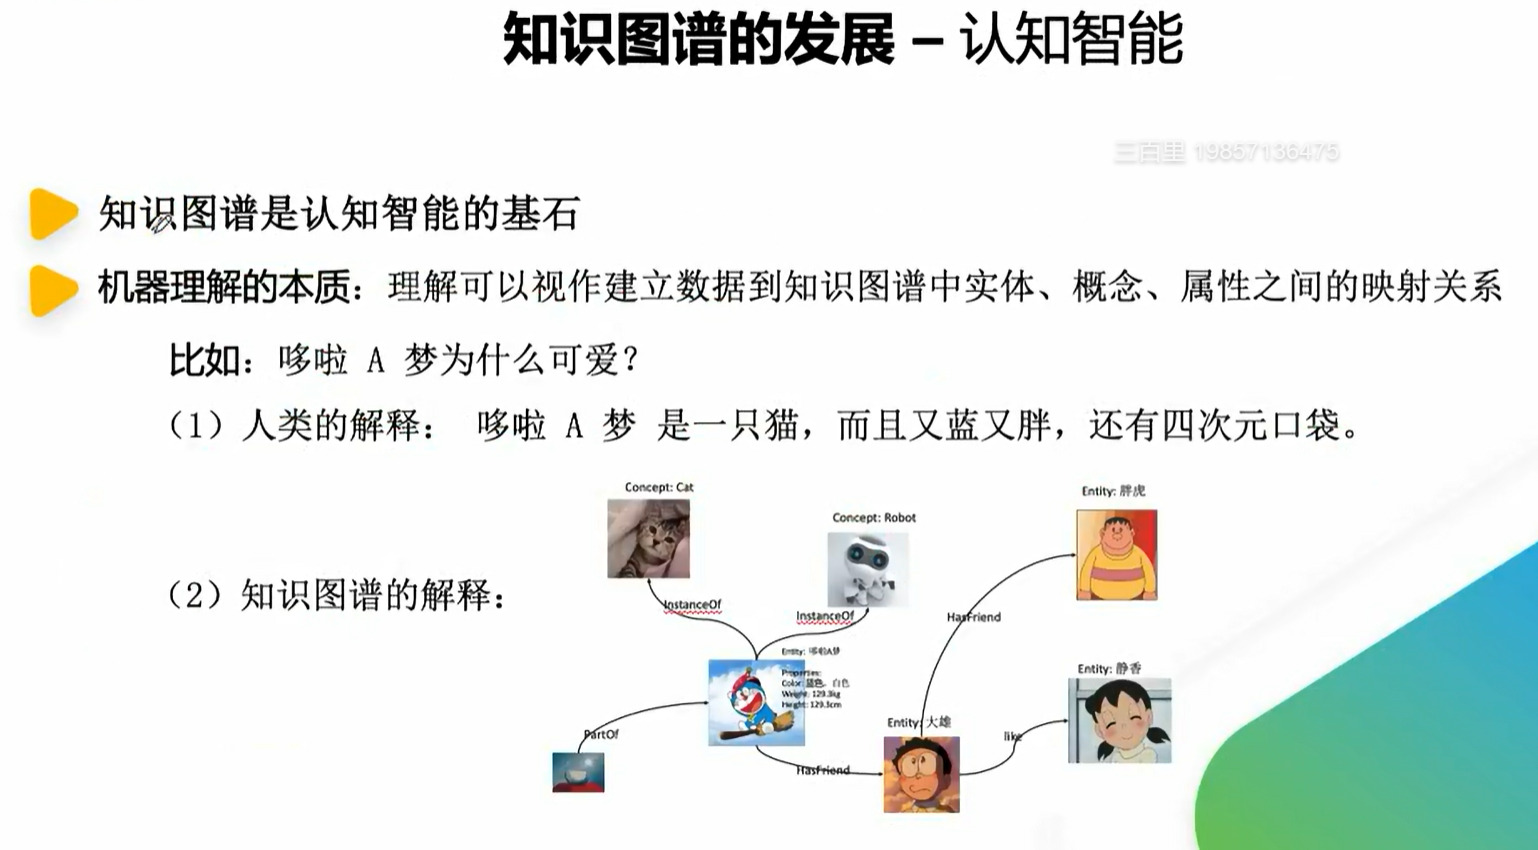 知识图谱的发展 – 认知智能
三百里 19857136475
知识图谱是认知智能的基石
机器理解的本质：理解可以视作建立数据到知识图谱中实体、概念、属性之间的映射关系
比如：哆啦 A 梦为什么可爱？
（1）人类的解释： 哆啦 A 梦 是一只猫，而且又蓝又胖，还有四次元口袋。
Concept: Cat
Entity: 胖虎
Concept: Robot
（2）知识图谱的解释：
InstanceOf
InstanceOf
HasFriend
Entity: 哆啦A梦
Properties:
Color: 蓝色、白色
Weight: 129.3kg
Height: 129.3cm
Entity: 静香
Entity: 大雄
PartOf
like
HasFriend